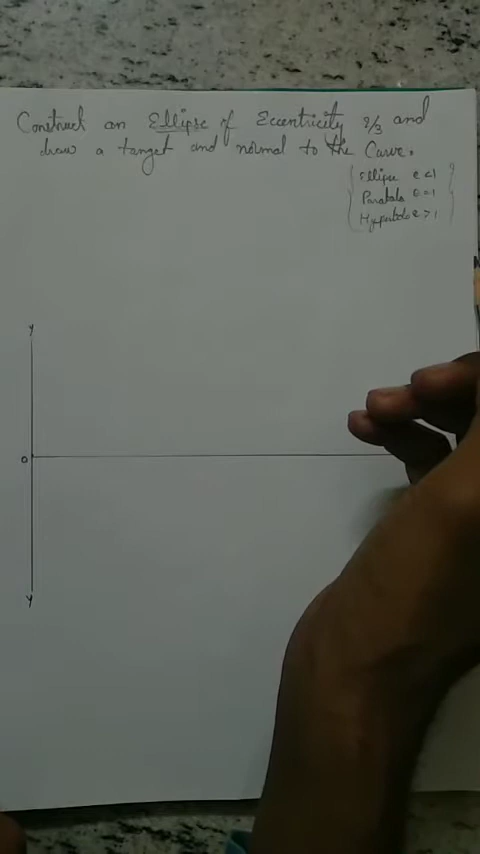 Construct an Ellipse of Eccentricity 2/3 and
draw a tanget and normal to the Curve.
Ellipse e<1
Parabola e=1
Hyperbola e>1
y
o
y